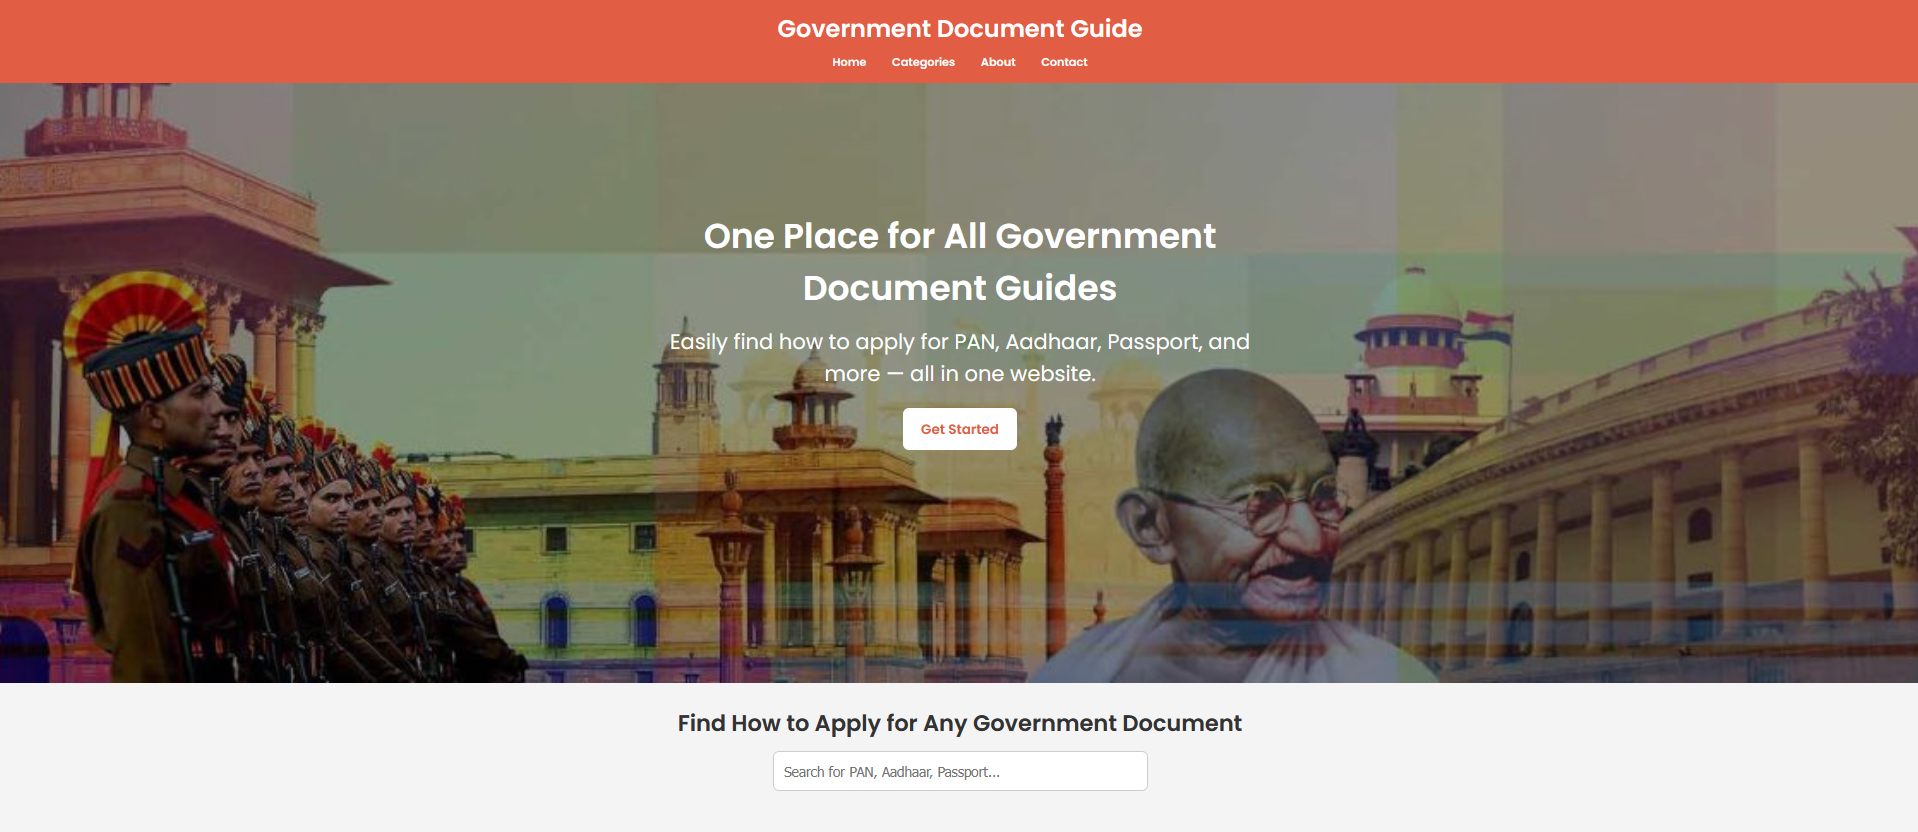 Government Document Guide
Home Categories About Contact
One Place for All Government
Document Guides
Easily find how to apply for PAN, Aadhaar, Passport, and
more — all in one website.
Get Started
Find How to Apply for Any Government Document
Search for PAN, Aadhaar, Passport...